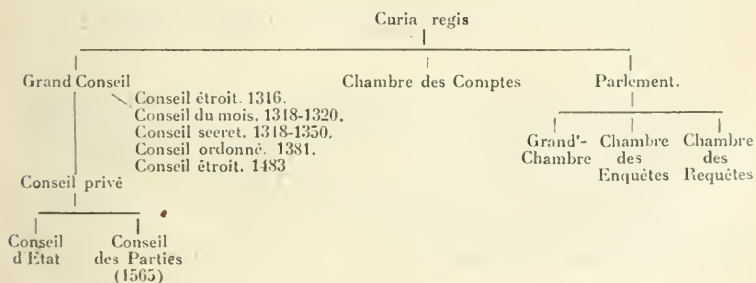 Curia regis
Grand Conseil
Chambre des Comptes
Parlement.
Conseil étroit. 1316.
Conseil du mois. 1318-1320.
Conseil secret. 1318-1350.
Conseil ordonné. 1381.
Conseil étroit. 1483
Grand'-
Chambre
Chambre
des
Enquêtes
Chambre
des
Requêtes
Conseil privé
Conseil
d'État
Conseil
des Parties
(1565)